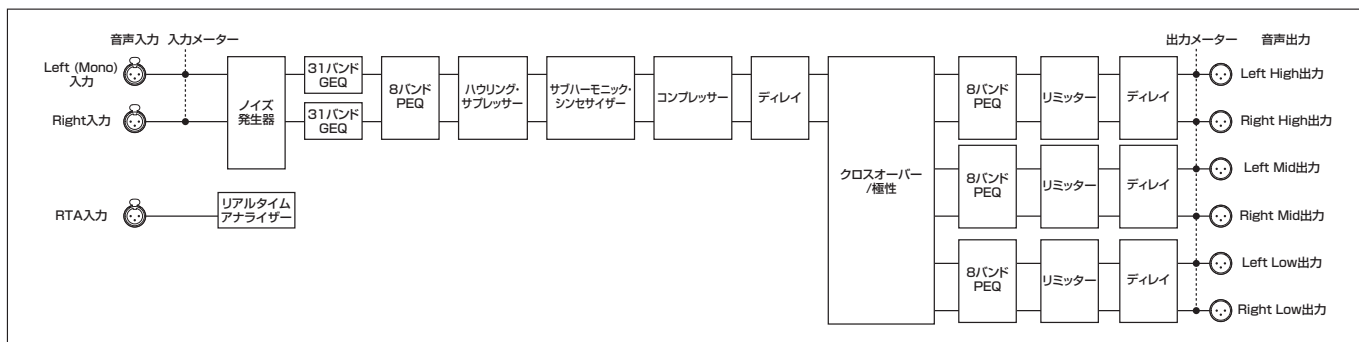 音声入力 入力メーター
Left (Mono)
入力
Right入力
RTA入力
ノイズ
発生器
リアルタイム
アナライザー
31バンド
GEQ
31バンド
GEQ
8バンド
PEQ
ハウリング・
サプレッサー
サブハーモニック・
シンセサイザー
コンプレッサー
ディレイ
クロスオーバー
/極性
8バンド
PEQ
リミッター
ディレイ
8バンド
PEQ
リミッター
ディレイ
8バンド
PEQ
リミッター
ディレイ
出力メーター
音声出力
Left High出力
Right High出力
Left Mid出力
Right Mid出力
Left Low出力
Right Low出力